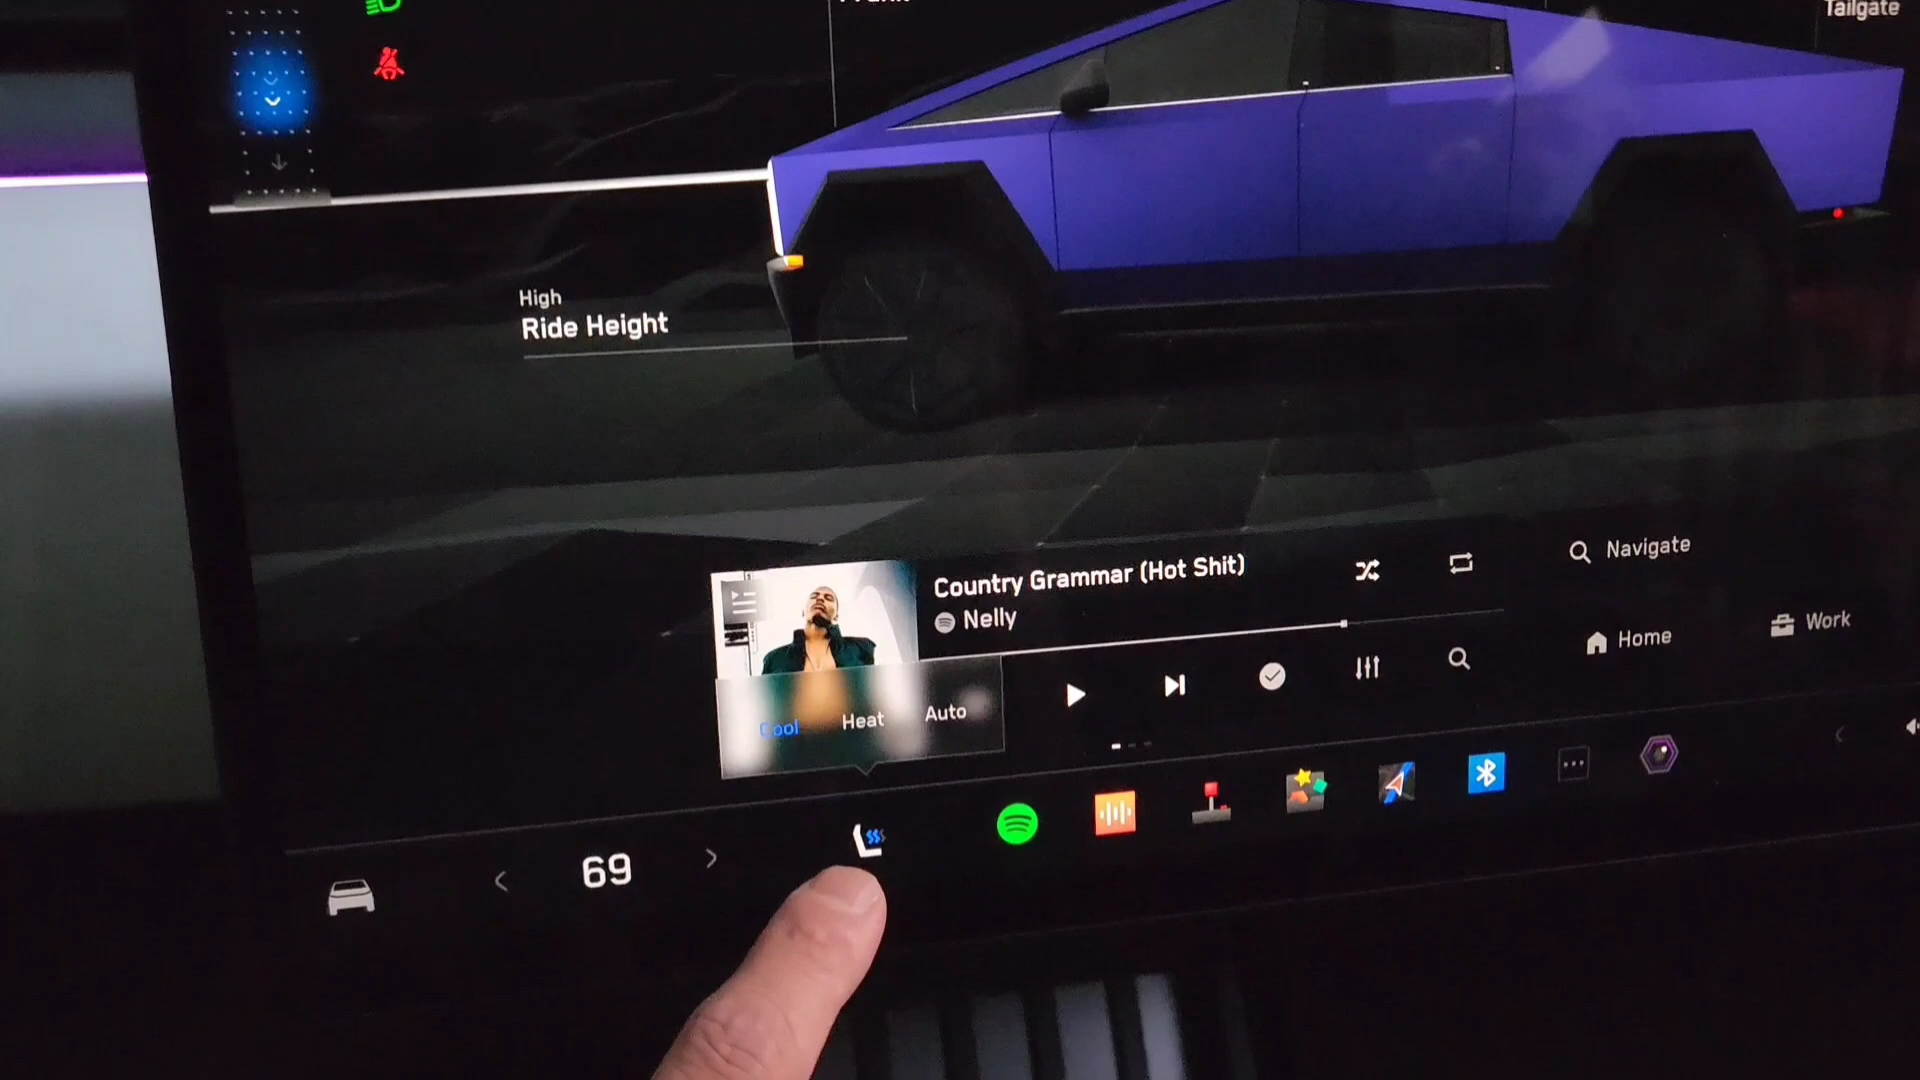 Tailgate
High
Ride Height
Country Grammar (Hot Shit)
Nelly
Navigate
Home
Work
Cool
Heat
Auto
69